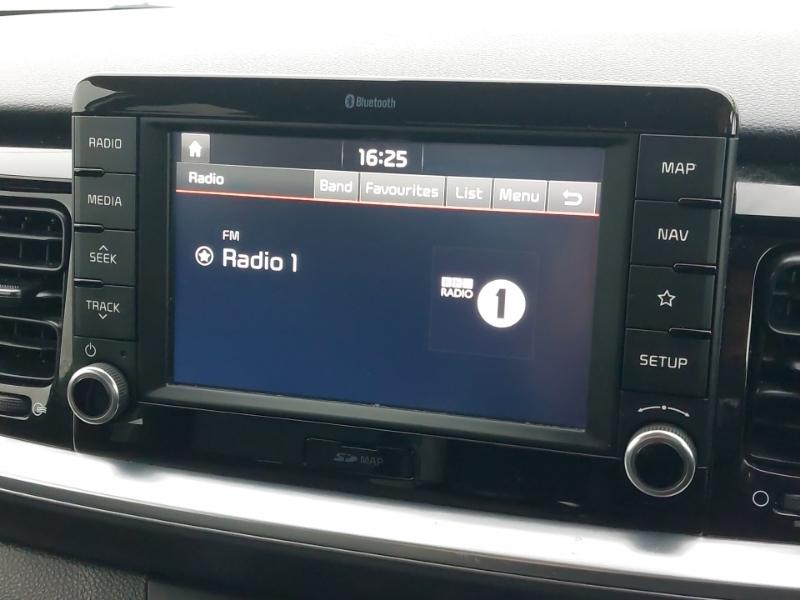 Bluetooth
RADIO
MEDIA
SEEK
TRACK
16:25
Radio
Band
Favourites
List
Menu
FM
Radio 1
BBC
RADIO
1
MAP
NAV
SETUP
SD MAP